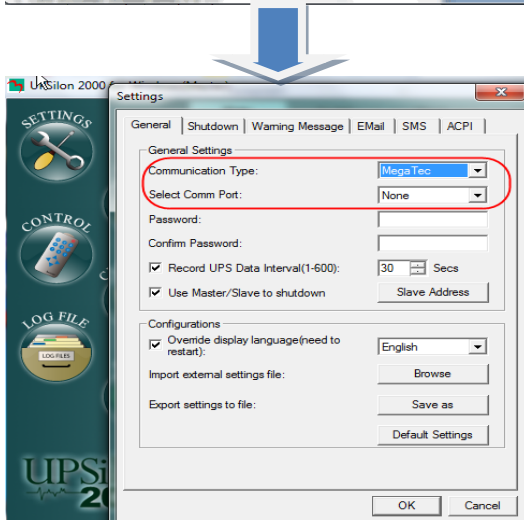 UPSilon 2000
Settings
SETTINGS
CONTROL
LOG FILE
LOG FILES
UPSi
20
General Shutdown Warning Message EMail SMS ACPI
General Settings
Communication Type: MegaTec
Select Comm Port: None
Password:
Confirm Password:
Record UPS Data Interval(1-600): 30 Secs
Use Master/Slave to shutdown Slave Address
Configurations
Override display language(need to
restart): English
Import external settings file: Browse
Export settings to file: Save as
Default Settings
OK Cancel